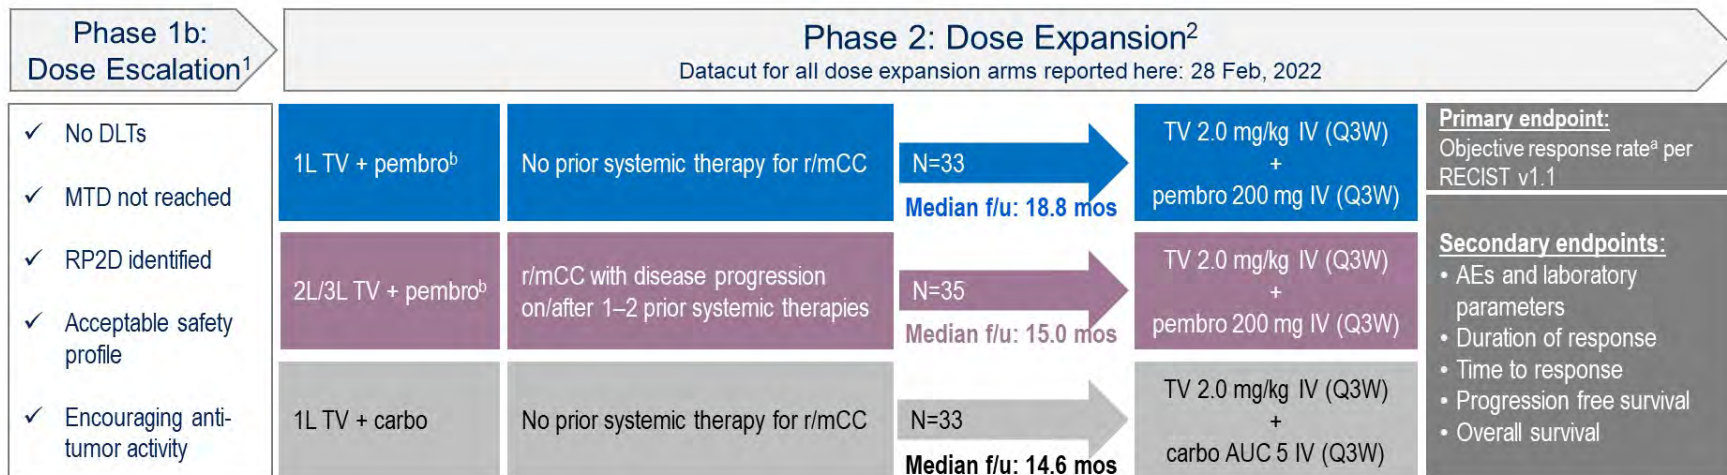 Phase 1b:
Dose Escalation1
Phase 2: Dose Expansion2
Datacut for all dose expansion arms reported here: 28 Feb, 2022
✓ No DLTs
✓ MTD not reached
✓ RP2D identified
✓ Acceptable safety
profile
✓ Encouraging anti-
tumor activity
1L TV + pembrob
No prior systemic therapy for r/mCC
N=33
Median f/u: 18.8 mos
TV 2.0 mg/kg IV (Q3W)
+
pembro 200 mg IV (Q3W)
2L/3L TV + pembrob
r/mCC with disease progression
on/after 1–2 prior systemic therapies
N=35
Median f/u: 15.0 mos
TV 2.0 mg/kg IV (Q3W)
+
pembro 200 mg IV (Q3W)
1L TV + carbo
No prior systemic therapy for r/mCC
N=33
Median f/u: 14.6 mos
TV 2.0 mg/kg IV (Q3W)
+
carbo AUC 5 IV (Q3W)
Primary endpoint:
Objective response ratea per
RECIST v1.1
Secondary endpoints:
• AEs and laboratory
parameters
• Duration of response
• Time to response
• Progression free survival
• Overall survival